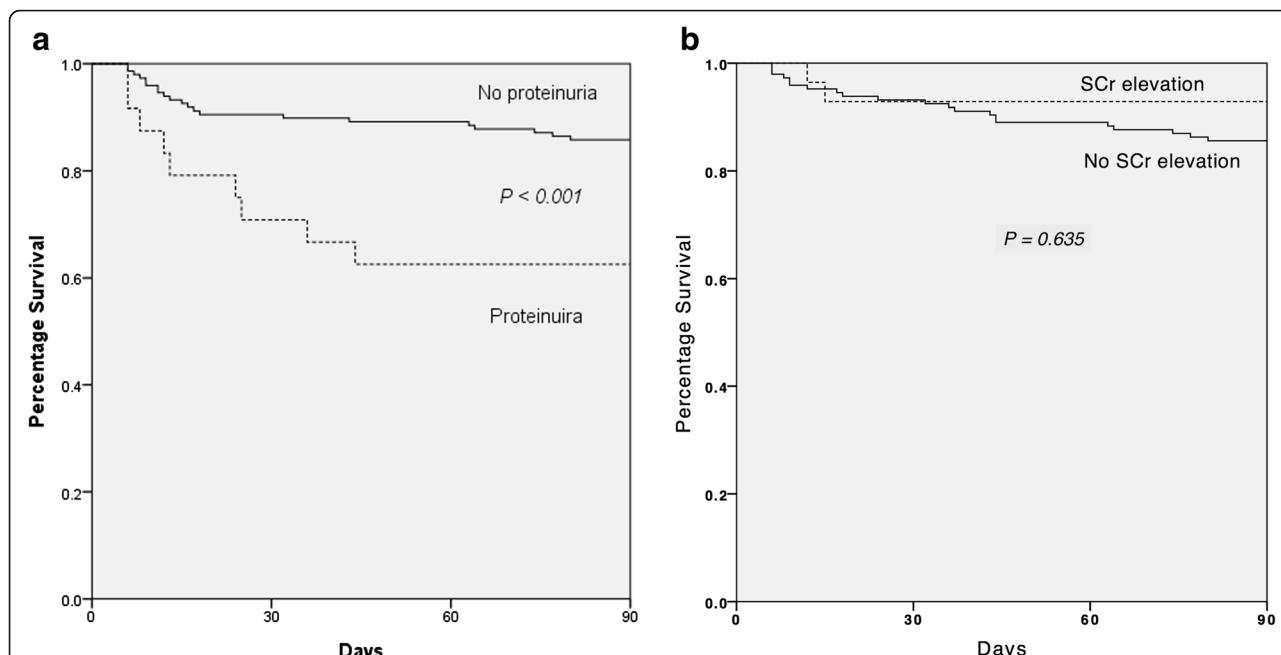 a
1.0
0.8
0.6
0.4
0.2
0.0
0
30
60
90
Percentage Survival
Days
No proteinuria
P < 0.001
Proteinuira
b
1.0
0.8
0.6
0.4
0.2
0.0
0
30
60
90
Percentage Survival
Days
SCr elevation
No SCr elevation
P = 0.635